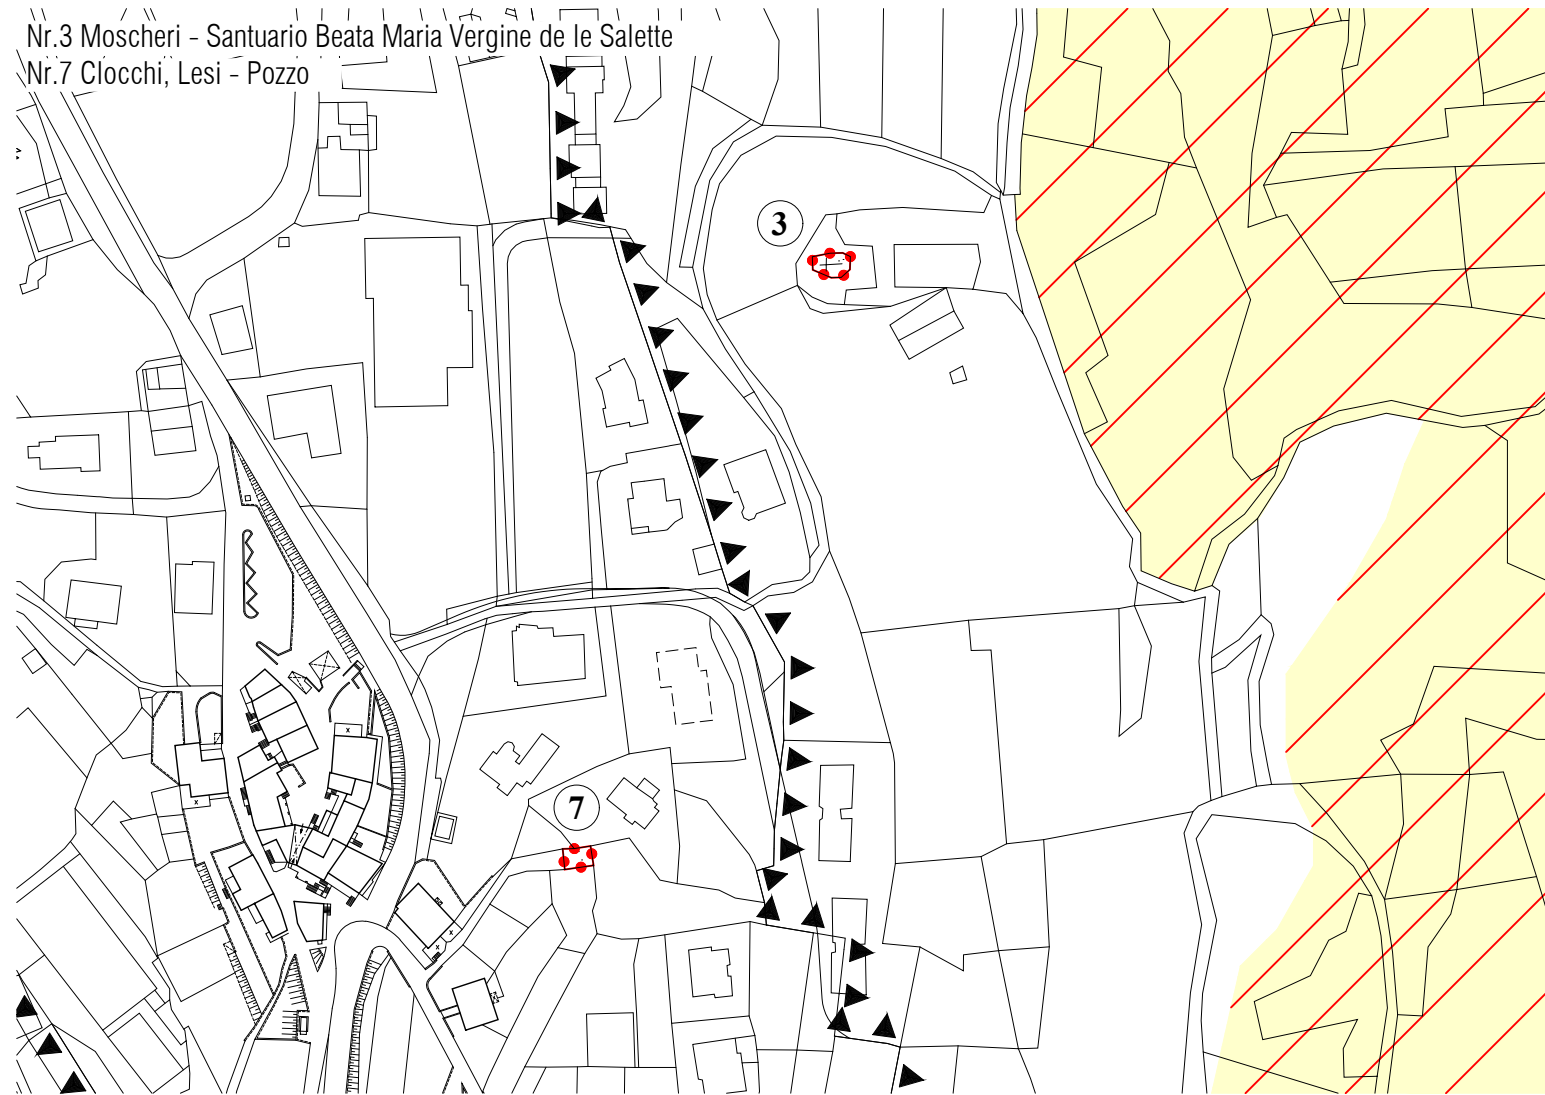 Nr.3 Moscheri - Santuario Beata Maria Vergine de le Salette
Nr.7 Clocchi, Lesi - Pozzo
3
7
x
x
x
x